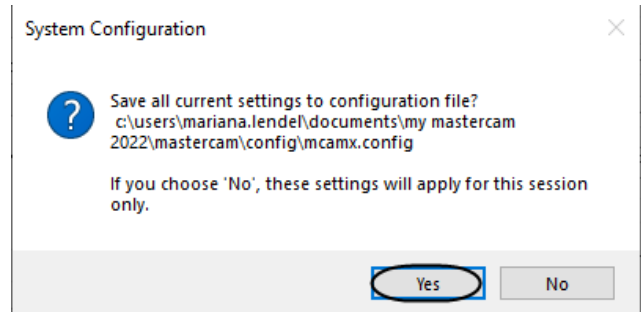 System Configuration
Save all current settings to configuration file?
c:\users\mariana.lendel\documents\my mastercam
2022\mastercam\config\mcamx.config
If you choose 'No', these settings will apply for this session
only.
Yes
No